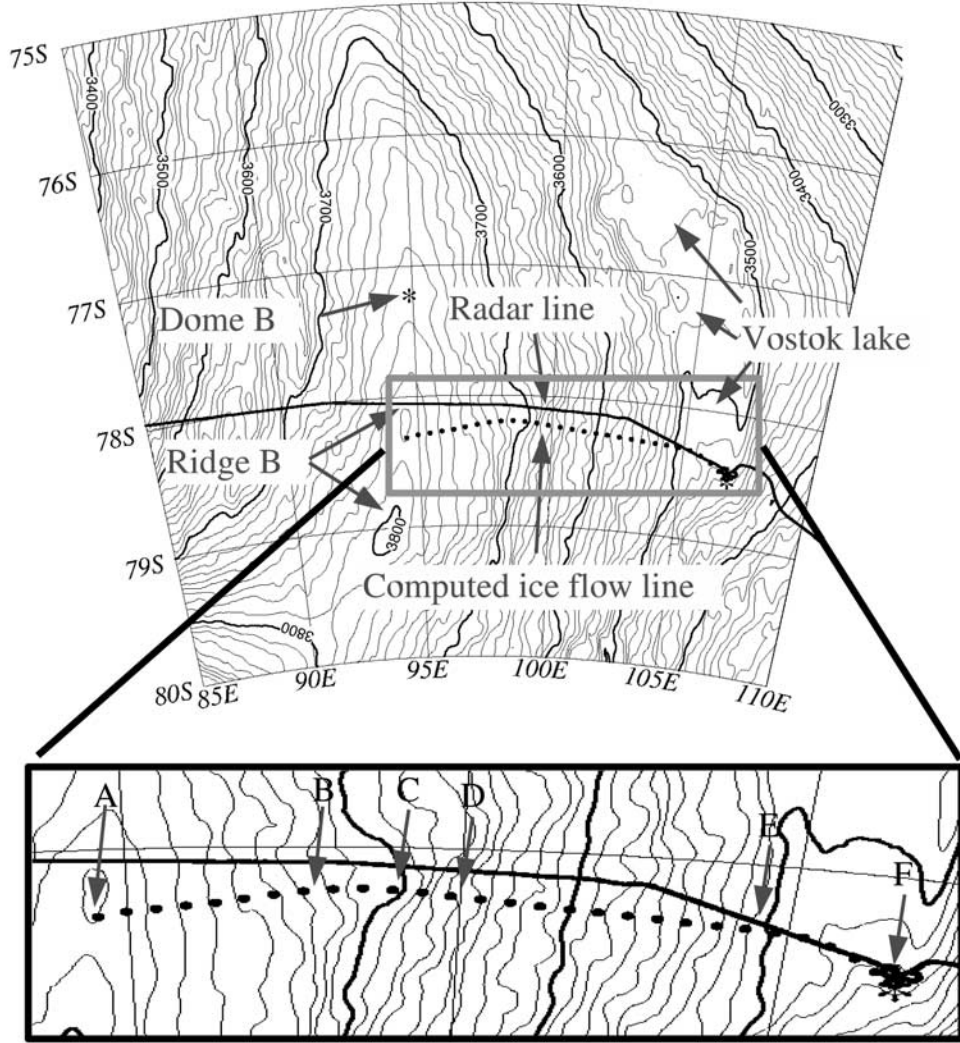 75S
3400
3500
3600
3700
3700
3600
3300
3400
3500
76S
77S
Dome B
*
Radar line
Vostok lake
78S
Ridge B
*
79S
3800
Computed ice flow line
3800
80S
85E
90E
95E
100E
105E
110E
A
B
C
D
E
F